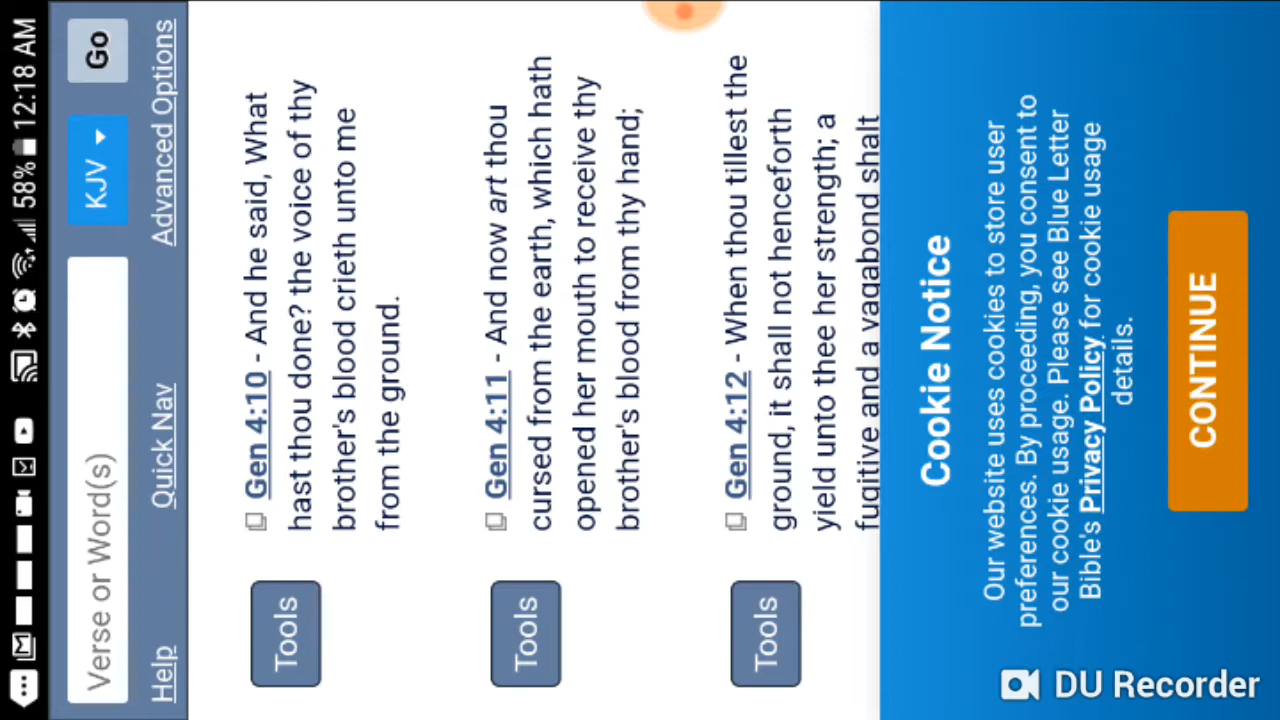 58% 12:18 AM
Verse or Word(s)
KJV
Go
Help
Quick Nav
Advanced Options
Tools
Gen 4:10 - And he said, What
hast thou done? the voice of thy
brother's blood crieth unto me
from the ground.
Tools
Gen 4:11 - And now art thou
cursed from the earth, which hath
opened her mouth to receive thy
brother's blood from thy hand;
Tools
Gen 4:12 - When thou tillest the
ground, it shall not henceforth
yield unto thee her strength; a
fugitive and a vagabond shalt
Cookie Notice
Our website uses cookies to store user
preferences. By proceeding, you consent to
our cookie usage. Please see Blue Letter
Bible's Privacy Policy for cookie usage
details.
CONTINUE
DU Recorder